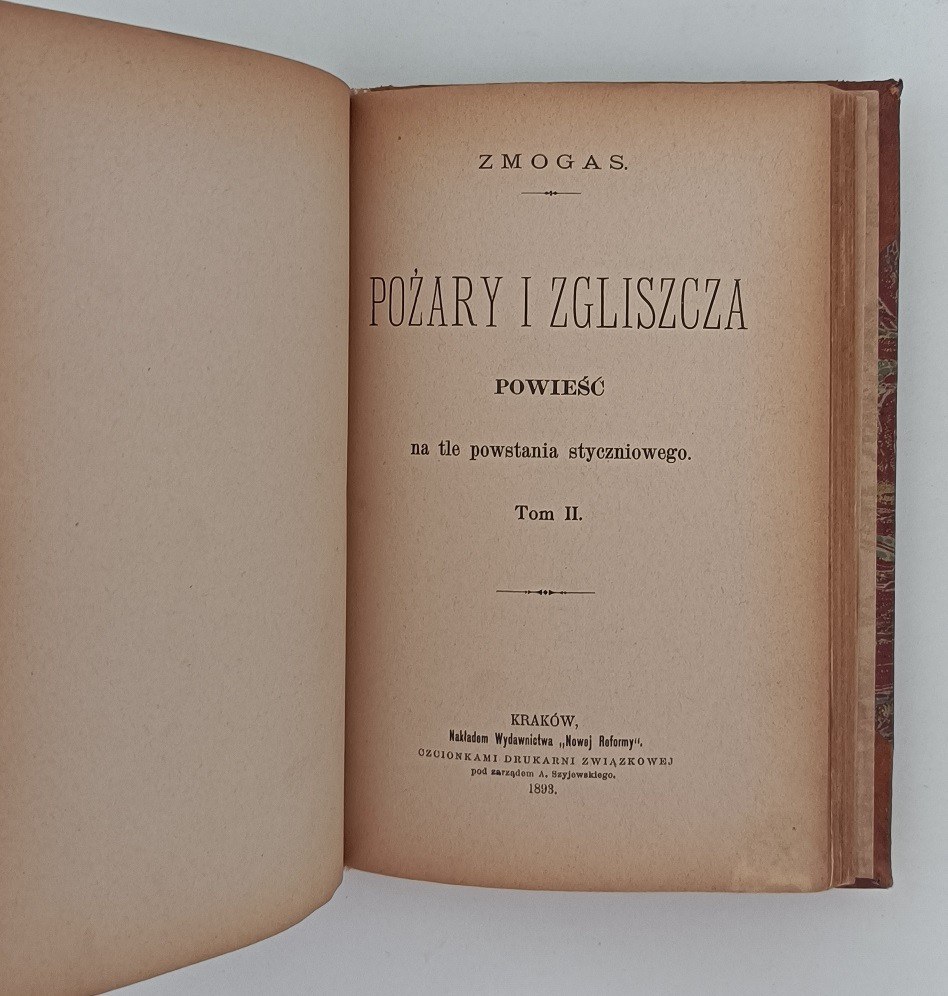 ZMOGAS.
POŻARY I ZGLISZCZA
POWIEŚĆ
na tle powstania styczniowego.
Tom II.
KRAKÓW,
Nakładem Wydawnictwa „Nowej Reformy“.
CZCIONKAMI DRUKARNI ZWIĄZKOWEJ
pod zarządem A. Szyjewskiego.
1893.